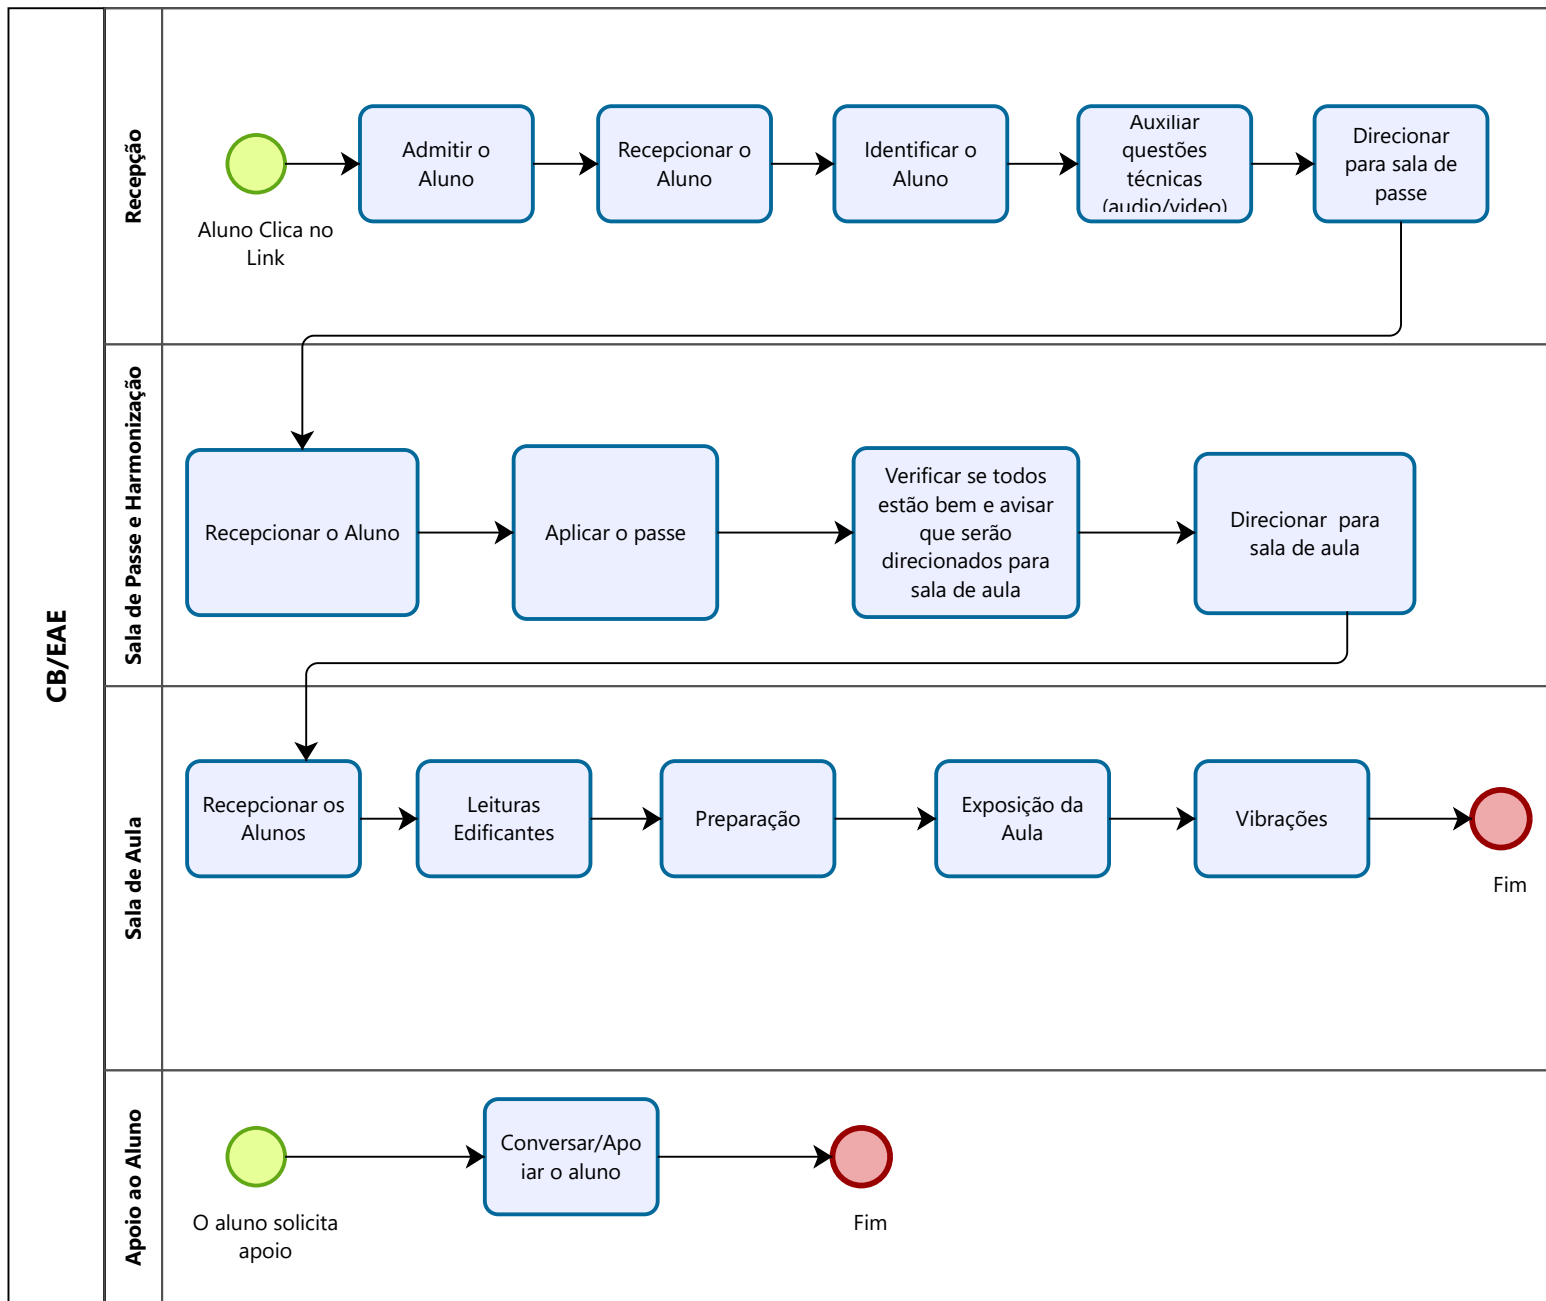 CB/EAE
Recepção
Aluno Clica no
Link
Admitir o
Aluno
Recepcionar o
Aluno
Identificar o
Aluno
Auxiliar
questões
técnicas
(audio/video)
Direcionar
para sala de
passe
Sala de Passe e Harmonização
Recepcionar o Aluno
Aplicar o passe
Verificar se todos
estão bem e avisar
que serão
direcionados para
sala de aula
Direcionar para
sala de aula
Sala de Aula
Recepcionar os
Alunos
Leituras
Edificantes
Preparação
Exposição da
Aula
Vibrações
Fim
Apoio ao Aluno
O aluno solicita
apoio
Conversar/Apo
iar o aluno
Fim